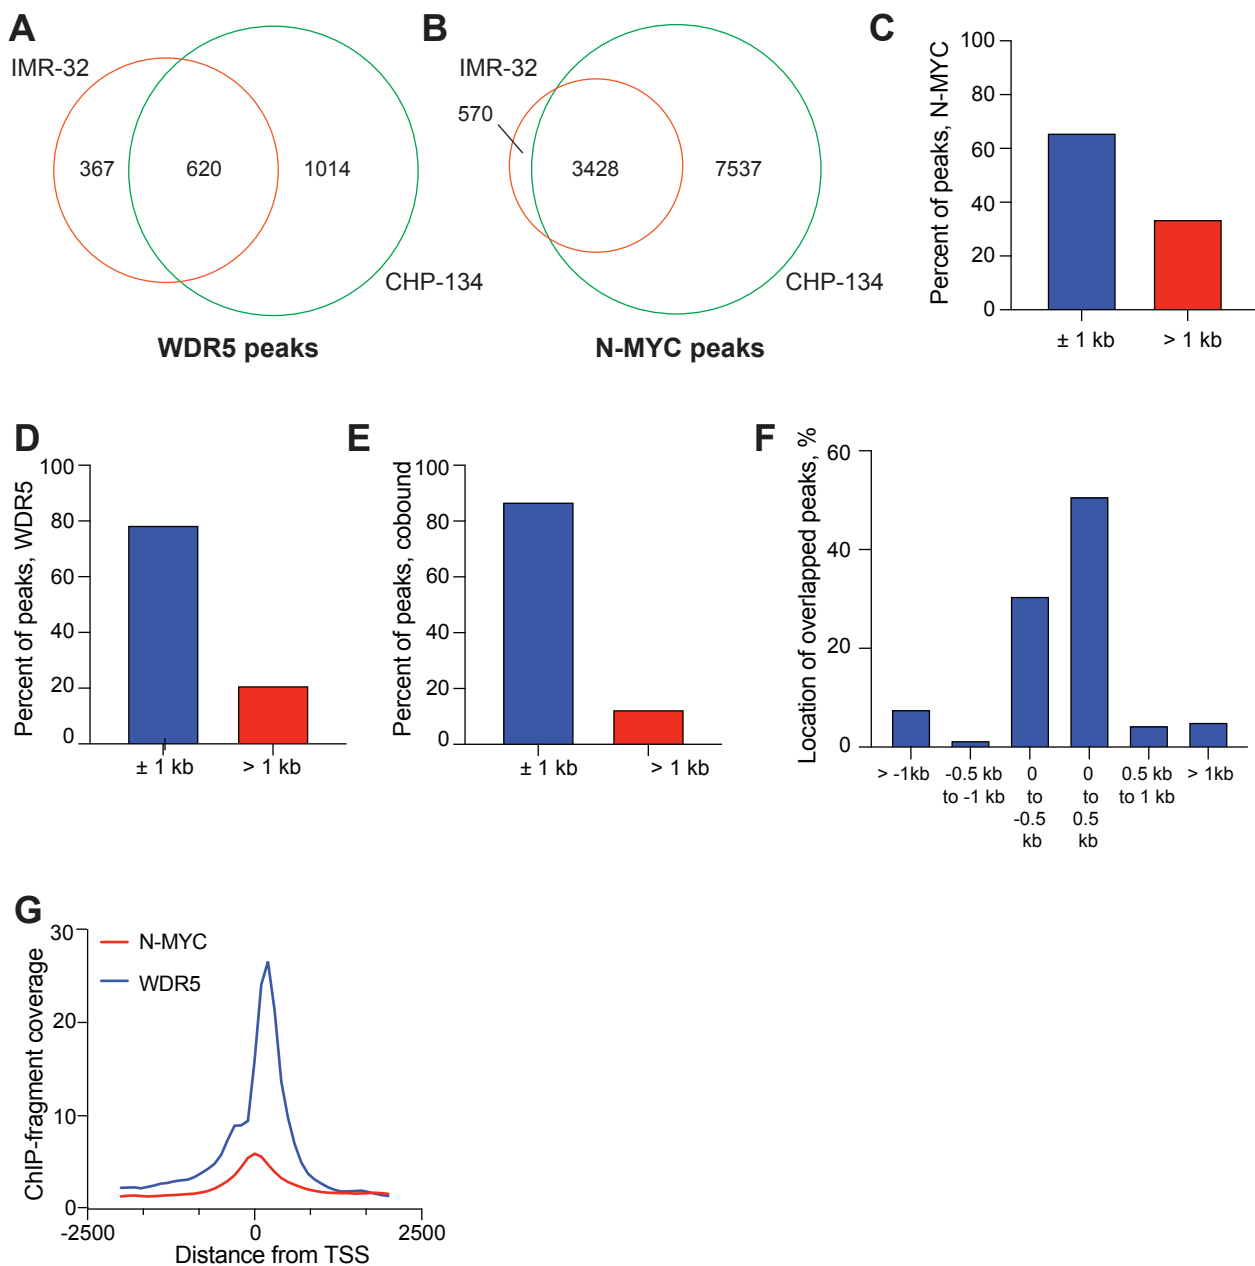 A
IMR-32
367
620
1014
CHP-134
WDR5 peaks
B
IMR-32
570
3428
7537
CHP-134
N-MYC peaks
C
Percent of peaks, N-MYC
100
80
60
40
20
0
± 1 kb
> 1 kb
D
Percent of peaks, WDR5
100
80
60
40
20
0
± 1 kb
> 1 kb
E
Percent of peaks, cobound
100
80
60
40
20
0
± 1 kb
> 1 kb
F
Location of overlapped peaks, %
60
40
20
0
> -1kb
-0.5 kb
to -1 kb
0
to
-0.5
kb
0
to
0.5
kb
0.5 kb
to 1 kb
> 1kb
G
ChIP-fragment coverage
30
20
10
0
N-MYC
WDR5
-2500
0
2500
Distance from TSS